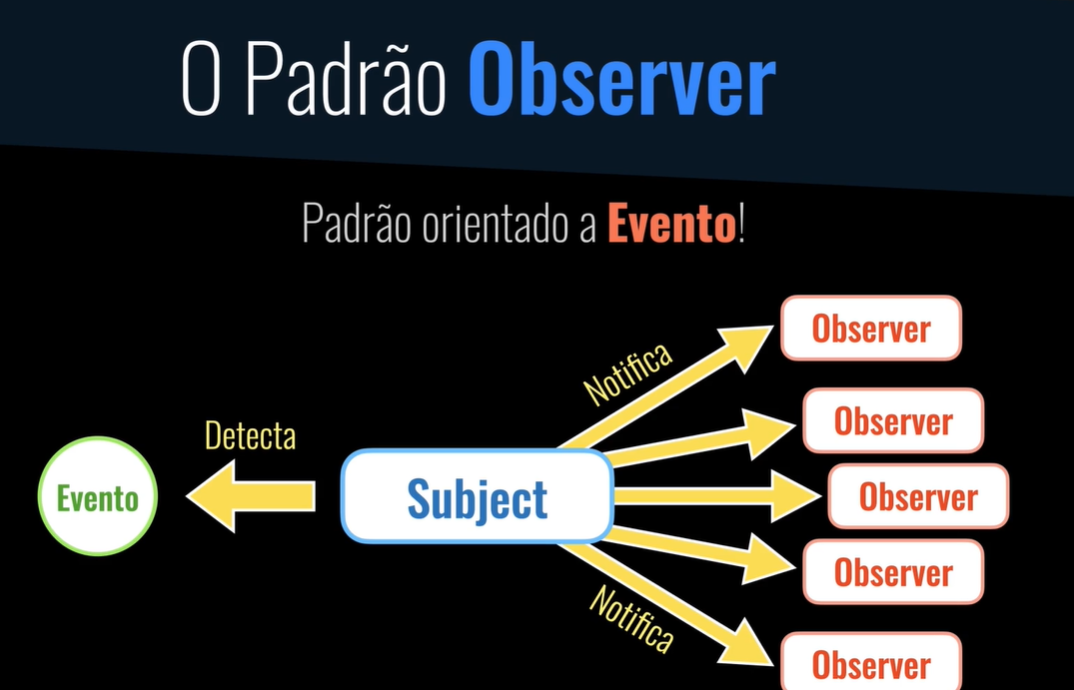 O Padrão Observer
Padrão orientado a Evento!
Observer
Notifica
Observer
Detecta
Evento
Subject
Observer
Observer
Notifica
Observer